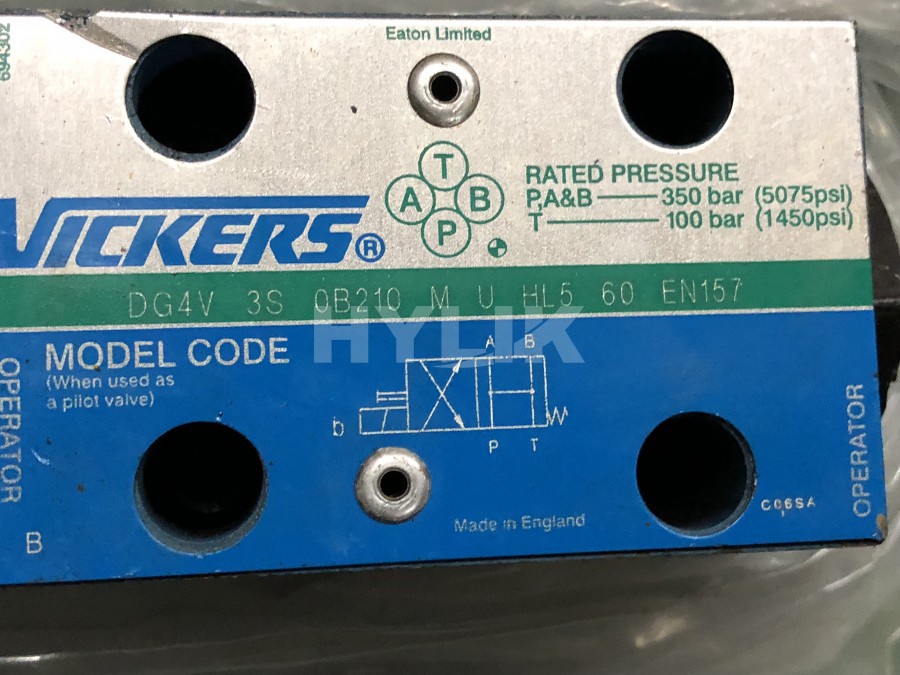 694302
Eaton Limited
T
A B
P
RATED PRESSURE
P,A&B 350 bar (5075psi)
T 100 bar (1450psi)
VICKERS®
DG4V 3S 0B210 M U HL5 60 EN157
HYLIK
MODEL CODE
(When used as
a pilot valve)
A B
b
P T
OPERATOR
B
Made in England
C06SA
OPERATOR